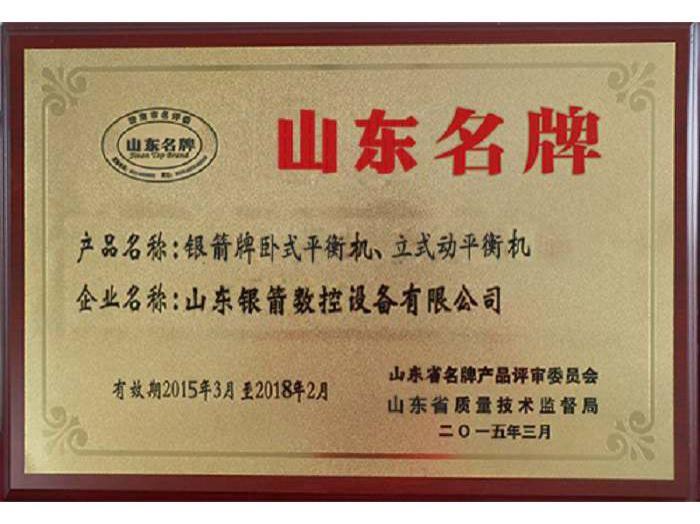 山东名牌
山东名牌
产品名称:银箭牌卧式平衡机、立式动平衡机
企业名称:山东银箭数控设备有限公司
有效期2015年3月至2018年2月
山东省名牌产品评审委员会
山东省质量技术监督局
二〇一五年三月